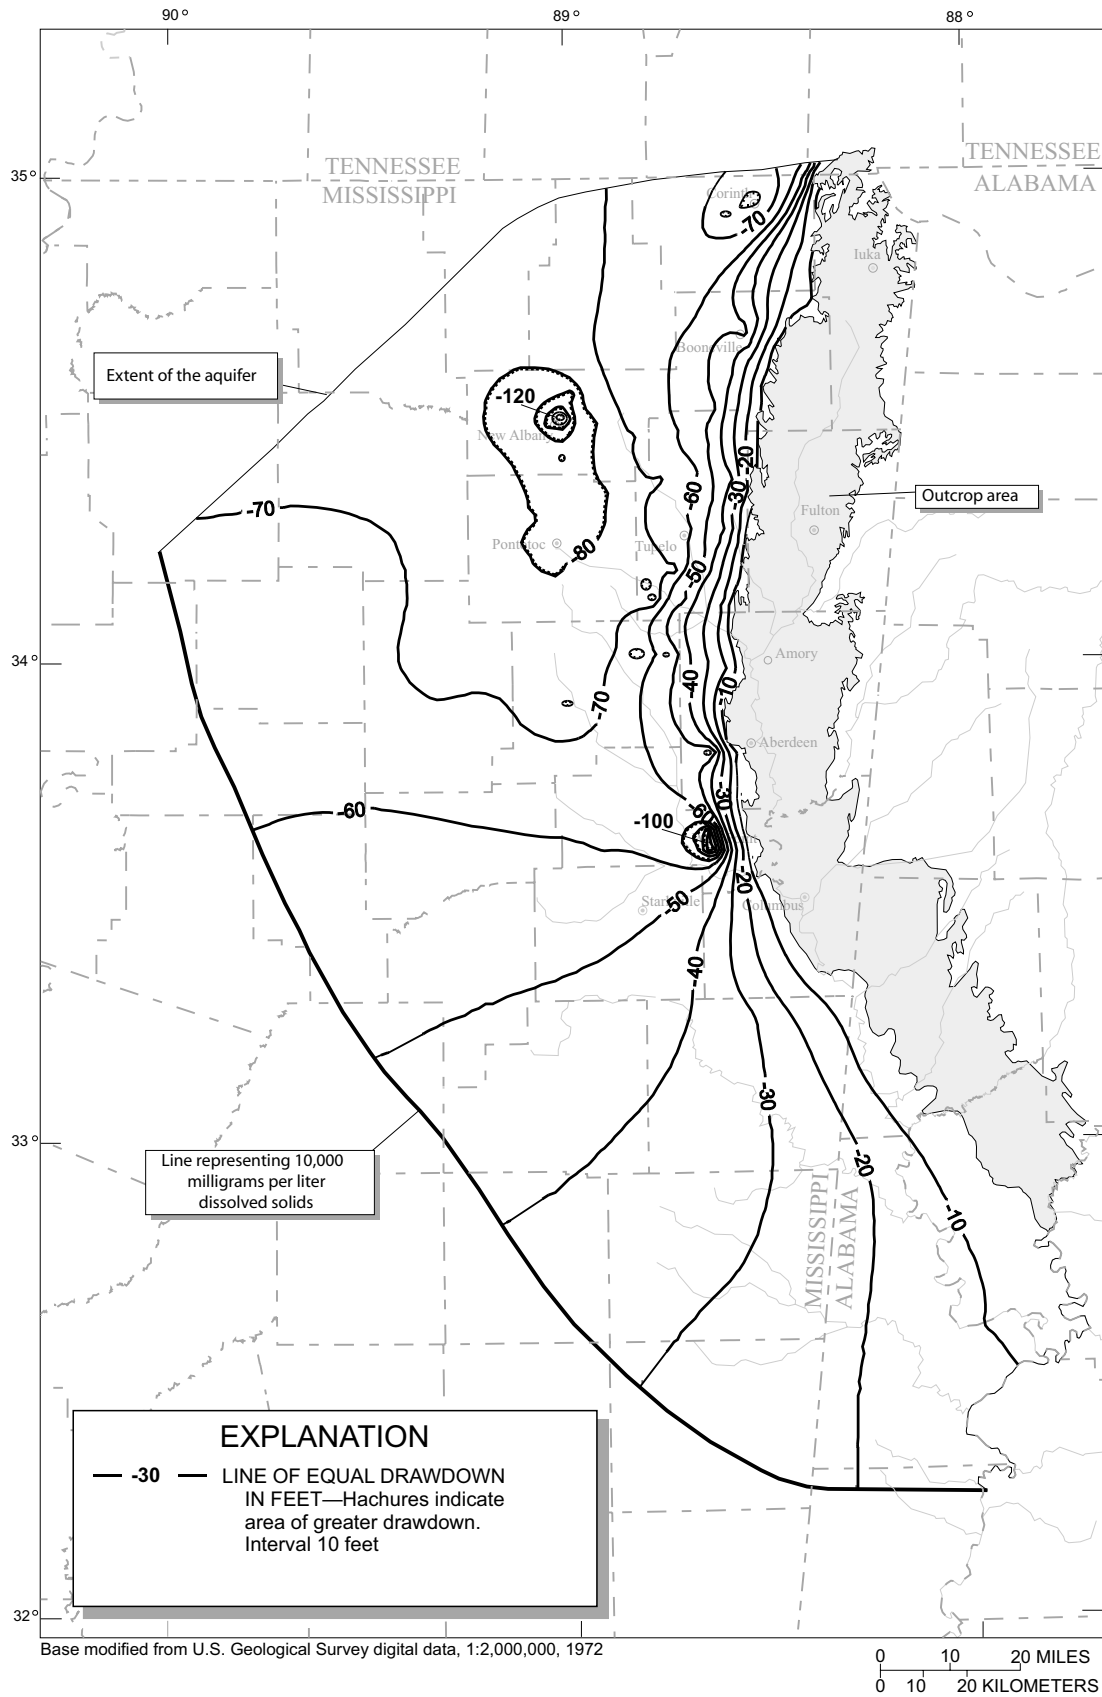 90° 89° 88°
TENNESSEE
MISSISSIPPI
TENNESSEE
ALABAMA
35°
Corinth
-70
Iuka
Booneville
Extent of the aquifer
-120
New Albany
-20
-60
-30
Outcrop area
-70
Fulton
Pontotoc
-80
Tupelo
-50
34°
Amory
-40
-10
-70
Aberdeen
-30
-60
-60
-100
-20
-50
Columbus
-40
-30
33°
Line representing 10,000
milligrams per liter
dissolved solids
-20
-10
MISSISSIPPI
ALABAMA
EXPLANATION
-30 LINE OF EQUAL DRAWDOWN
IN FEET—Hachures indicate
area of greater drawdown.
Interval 10 feet
32°
Base modified from U.S. Geological Survey digital data, 1:2,000,000, 1972
0 10 20 MILES
0 10 20 KILOMETERS